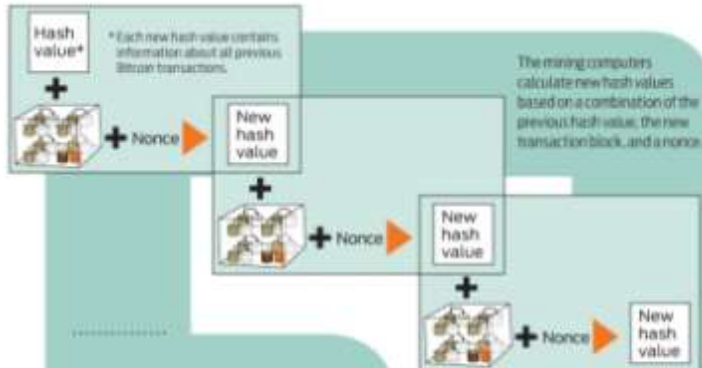 Hash
value*
* Each new hash value contains
information about all previous
Bitcoin transactions.
The mining computers
calculate new hash values
based on a combination of the
previous hash value, the new
transaction block, and a nonce.
Nonce
New
hash
value
Nonce
New
hash
value
Nonce
New
hash
value